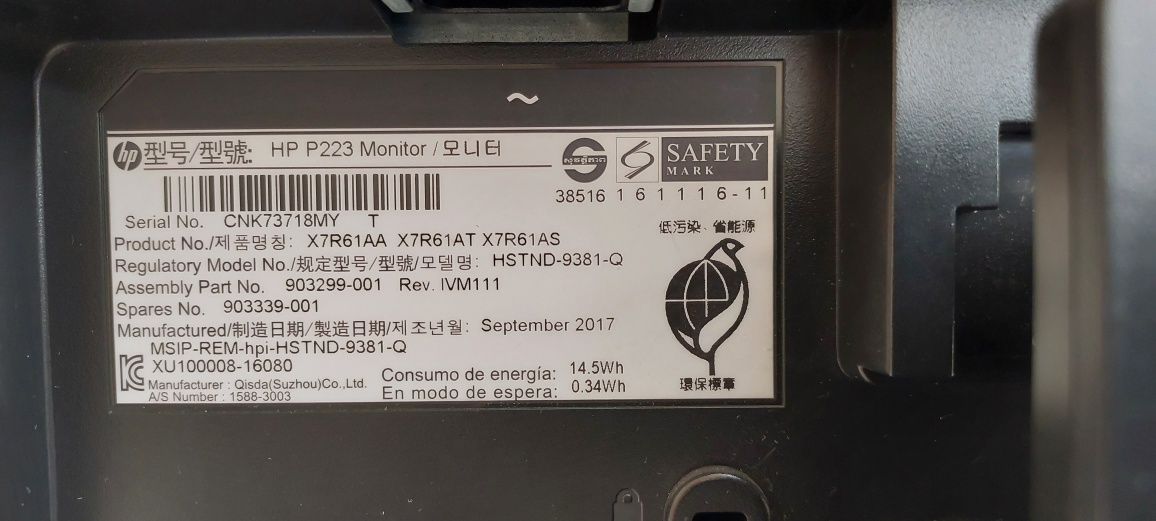 ~
hp 型号/型號: HP P223 Monitor / 모니터
SAFETY
MARK
38516 161116-11
Serial No. CNK73718MY T
Product No./제품명칭: X7R61AA X7R61AT X7R61AS
Regulatory Model No./规定型号/型號/모델명: HSTND-9381-Q
Assembly Part No. 903299-001 Rev. IVM111
Spares No. 903339-001
Manufactured/制造日期/製造日期/제조년월: September 2017
MSIP-REM-hpi-HSTND-9381-Q
XU100008-16080
Manufacturer : Qisda(Suzhou)Co.,Ltd.
A/S Number : 1588-3003
Consumo de energía: 14.5Wh
En modo de espera: 0.34Wh
低污染、省能源
環保標章